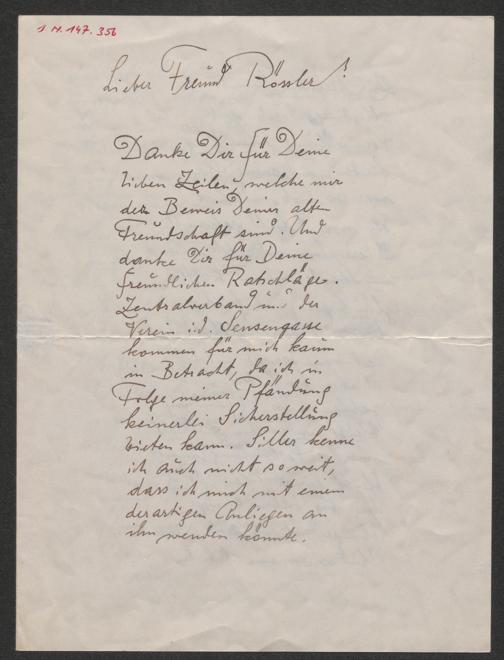 I.N. 147.356
Lieber Freund Rössler!
Danke Dir für Deine
lieben Zeilen, welche mir
der Beweis Deiner alten
Freundschaft sind. Und
danke Dir für Deine
freundlichen Ratschläge.
Zentralverband und der
Verein i.d. Sensengasse
kommen für mich kaum
in Betracht, da ich in
Folge meiner Pfändung
keinerlei Sicherstellung
bieten kann. Siller kenne
ich auch nicht so weit,
dass ich mich mit einem
derartigen Anliegen an
ihn wenden könnte.